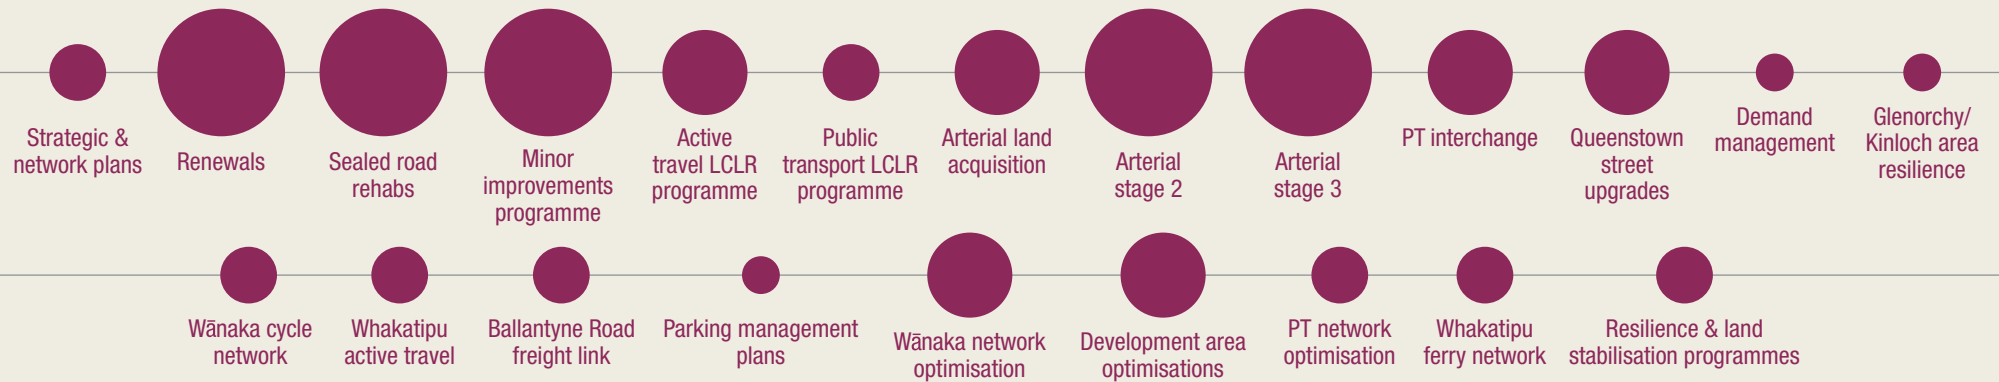 Strategic &
network plans
Renewals
Sealed road
rehabs
Minor
improvements
programme
Active
travel LCLR
programme
Public
transport LCLR
programme
Arterial land
acquisition
Arterial
stage 2
Arterial
stage 3
PT interchange
Queenstown
street
upgrades
Demand
management
Glenorchy/
Kinloch area
resilience
Wānaka cycle
network
Whakatipu
active travel
Ballantyne Road
freight link
Parking management
plans
Wānaka network
optimisation
Development area
optimisations
PT network
optimisation
Whakatipu
ferry network
Resilience & land
stabilisation programmes